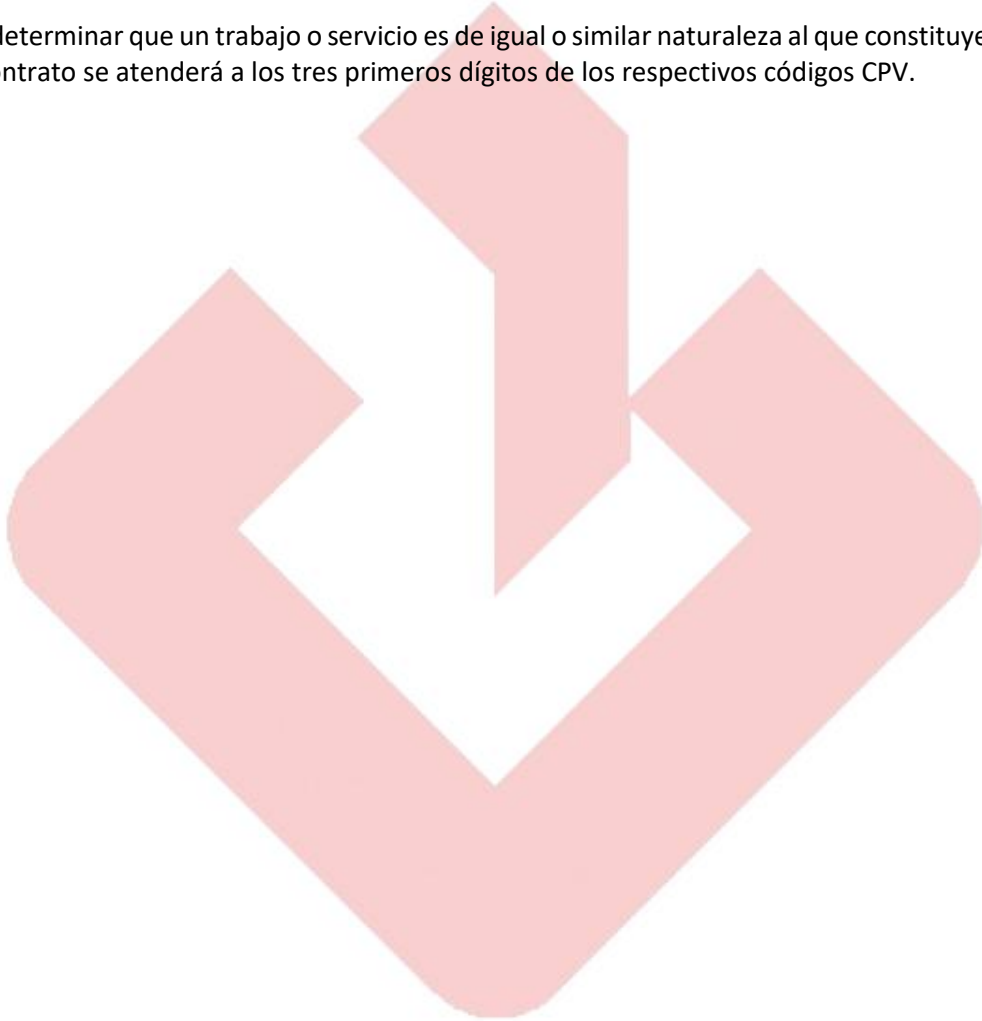 determinar que un trabajo o servicio es de igual o similar naturaleza al que constituye
ontrato se atenderá a los tres primeros dígitos de los respectivos códigos CPV.